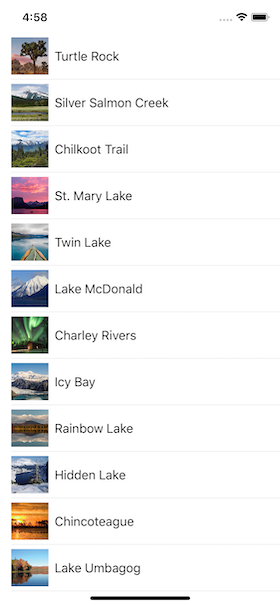 4:58
Turtle Rock
Silver Salmon Creek
Chilkoot Trail
St. Mary Lake
Twin Lake
Lake McDonald
Charley Rivers
Icy Bay
Rainbow Lake
Hidden Lake
Chincoteague
Lake Umbagog